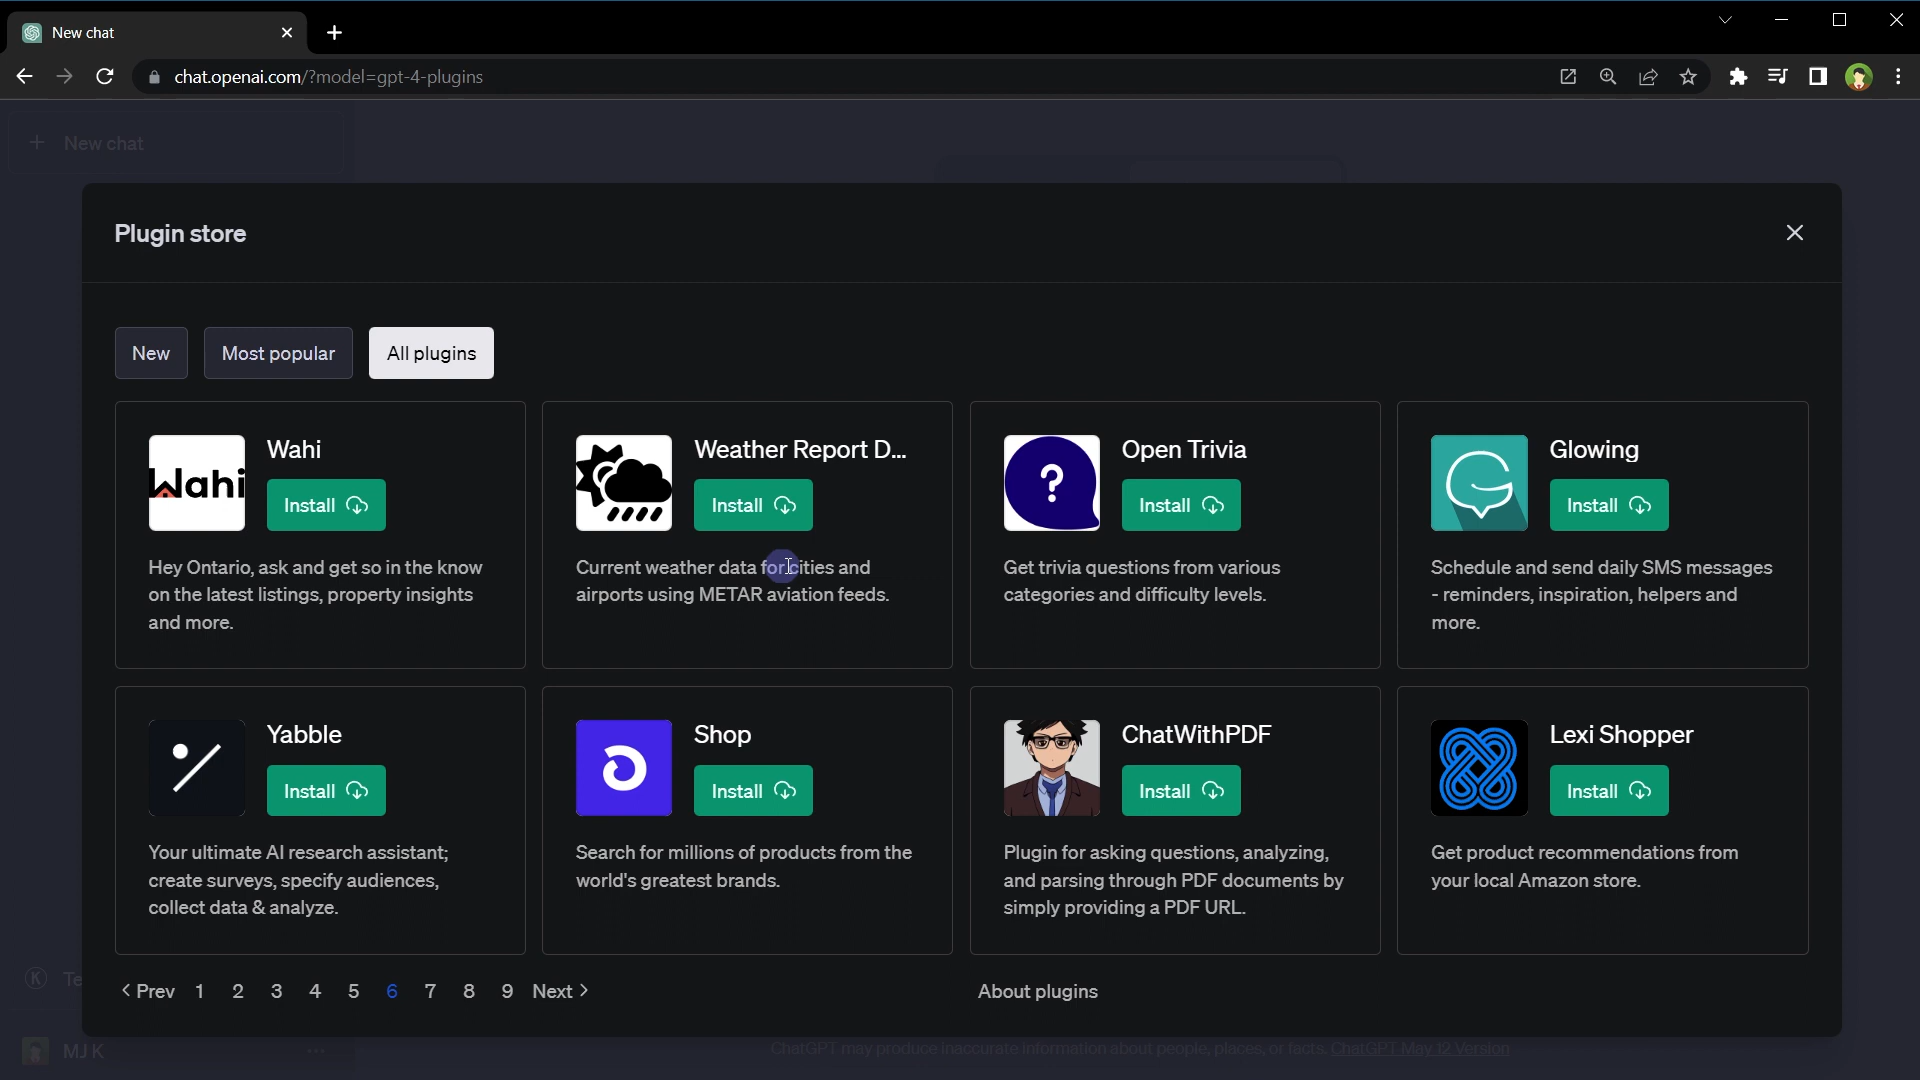 New chat
chat.openai.com/?model=gpt-4-plugins
New chat
Plugin store
New
Most popular
All plugins
Wahi
Wahi
Install
Hey Ontario, ask and get so in the know
on the latest listings, property insights
and more.
Weather Report D...
Install
Current weather data for cities and
airports using METAR aviation feeds.
?
Open Trivia
Install
Get trivia questions from various
categories and difficulty levels.
Glowing
Install
Schedule and send daily SMS messages
- reminders, inspiration, helpers and
more.
Yabble
Install
Your ultimate AI research assistant;
create surveys, specify audiences,
collect data & analyze.
Shop
Install
Search for millions of products from the
world's greatest brands.
ChatWithPDF
Install
Plugin for asking questions, analyzing,
and parsing through PDF documents by
simply providing a PDF URL.
Lexi Shopper
Install
Get product recommendations from
your local Amazon store.
K Te
Prev 1 2 3 4 5 6 7 8 9 Next
About plugins
MJ K
ChatGPT may produce inaccurate information about people, places, or facts. ChatGPT May 12 Version